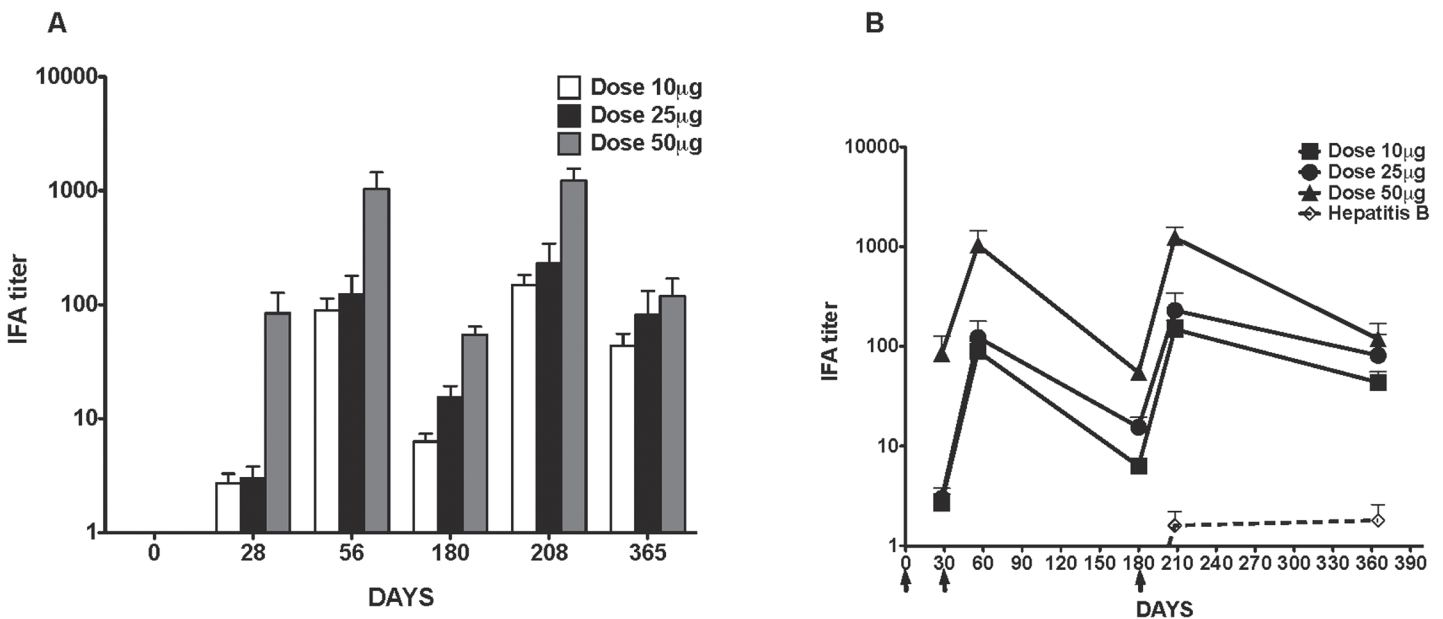 A
10000
1000
100
10
1
IFA titer
Dose 10μg
Dose 25μg
Dose 50μg
0 28 56 180 208 365
DAYS
B
10000
1000
100
10
1
IFA titer
Dose 10μg
Dose 25μg
Dose 50μg
Hepatitis B
0 30 60 90 120 150 180 210 240 270 300 330 360 390
DAYS